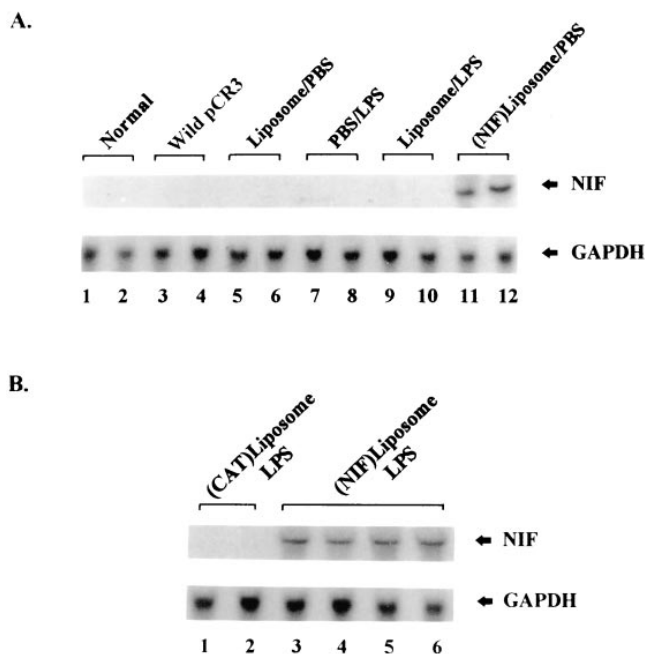 A.
Normal
Wild pCR3
Liposome/PBS
PBS/LPS
Liposome/LPS
(NIF)Liposome/PBS
NIF
GAPDH
1 2 3 4 5 6 7 8 9 10 11 12
B.
(CAT)Liposome
LPS
(NIF)Liposome
LPS
NIF
GAPDH
1 2 3 4 5 6